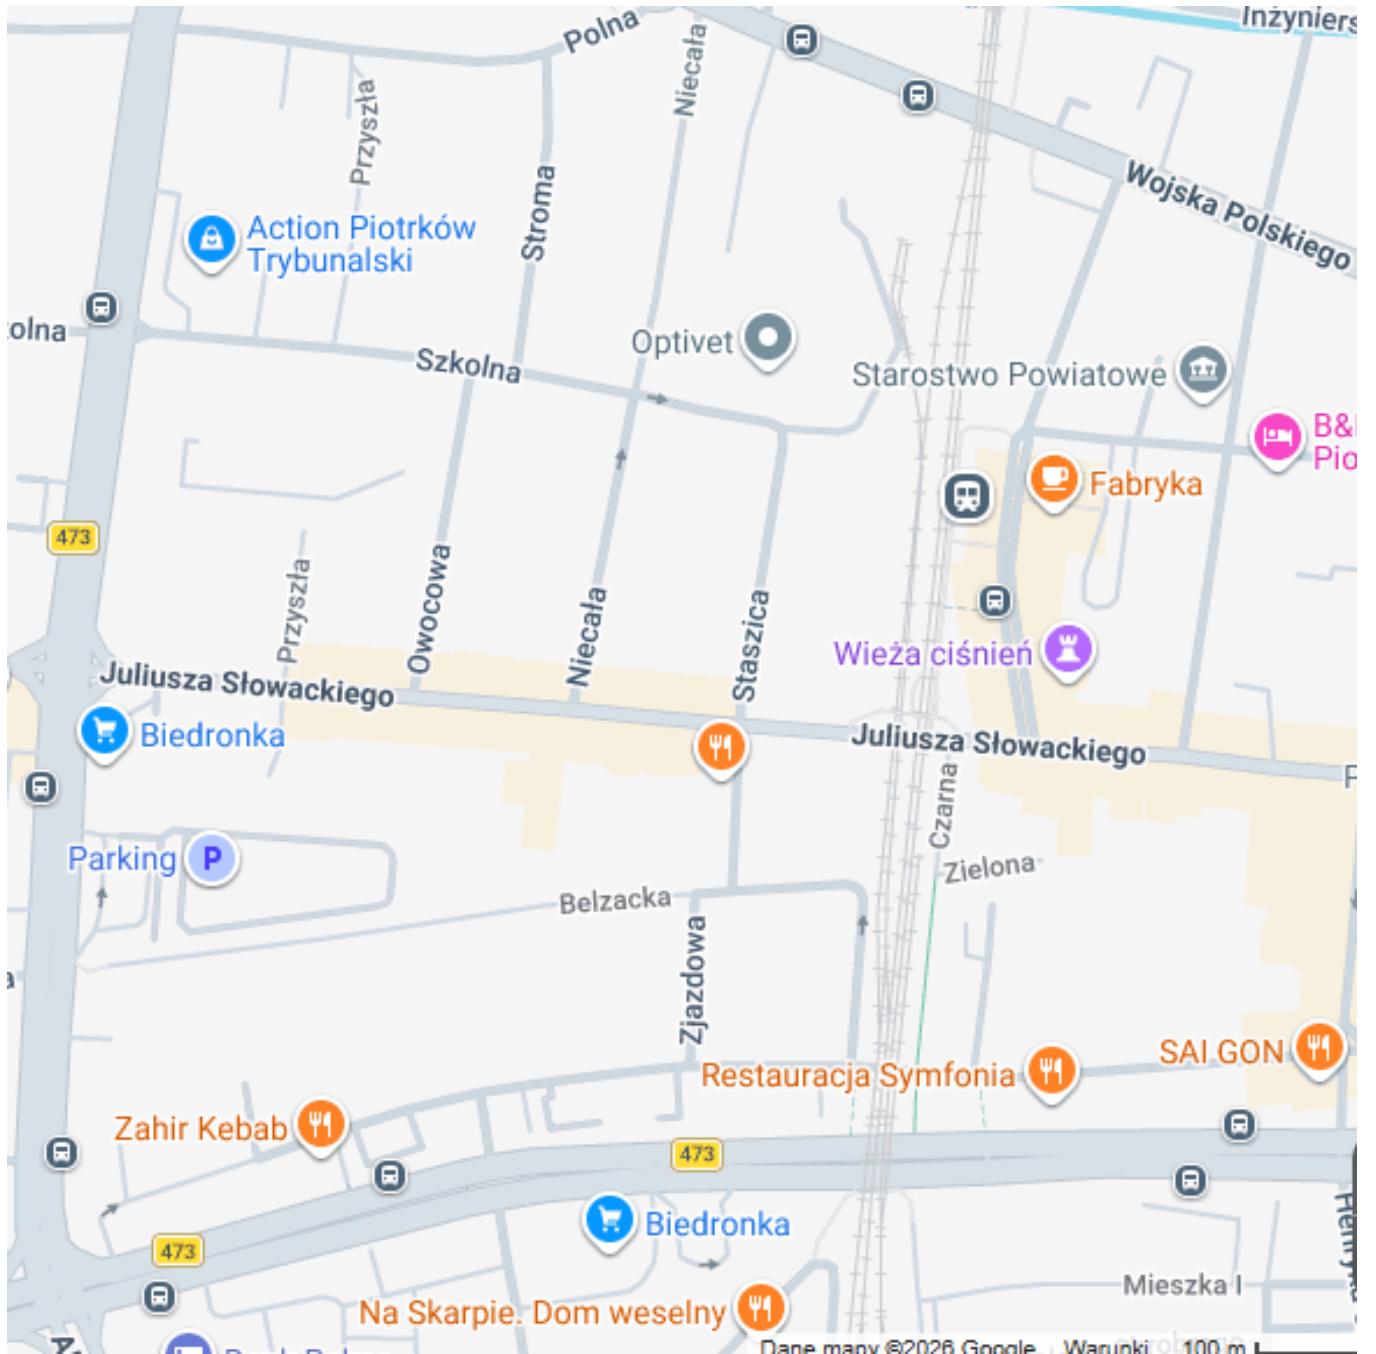 Inżyniers
Polna
Niecała
Przyszła
Wojska Polskiego
Stroma
Action Piotrków
Trybunalski
olna
Optivet
Szkolna
Starostwo Powiatowe
B&
Pio
Fabryka
473
Przyszła
Owocowa
Niecała
Staszica
Wieża ciśnień
Juliusza Słowackiego
Biedronka
Juliusza Słowackiego
Czarna
Parking
P
Zielona
Belzacka
Zjazdowa
SAI GON
Restauracja Symfonia
Zahir Kebab
473
Biedronka
473
Mieszka I
Na Skarpie. Dom weselny
Dane mapy ©2026 Google
Warunki
100 m